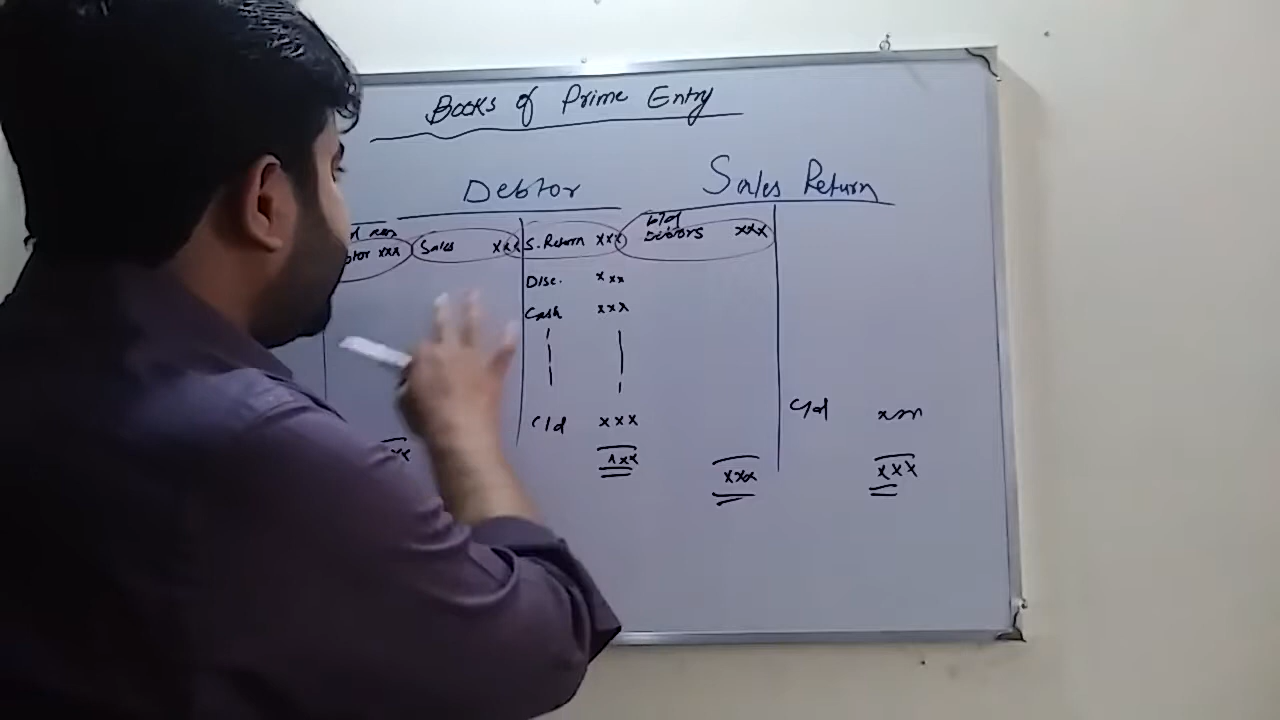 Books of Prime Entry
Debtor
Sales Return
Sales xxx
S. Return xxx
Disc. xxx
Cash xxx
c/d xxx
xxx
b/d
Debtors xxx
xxx
c/d xxx
xxx